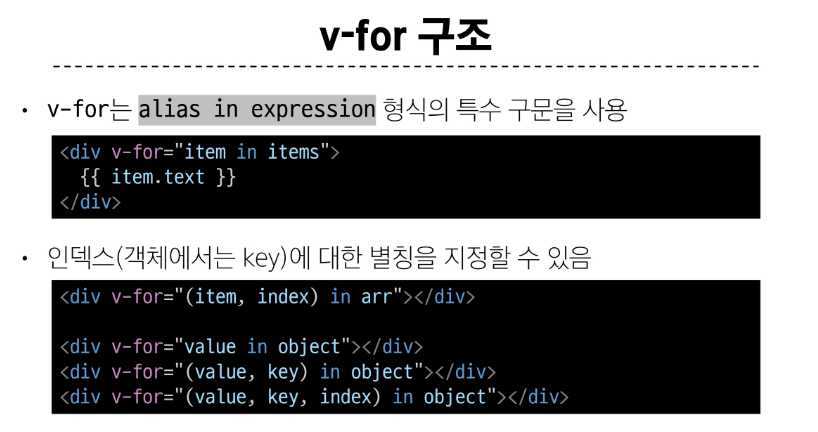 v-for 구조
• v-for는 alias in expression 형식의 특수 구문을 사용
<div v-for="item in items">
  {{ item.text }}
</div>
• 인덱스(객체에서는 key)에 대한 별칭을 지정할 수 있음
<div v-for="(item, index) in arr"></div>
<div v-for="value in object"></div>
<div v-for="(value, key) in object"></div>
<div v-for="(value, key, index) in object"></div>